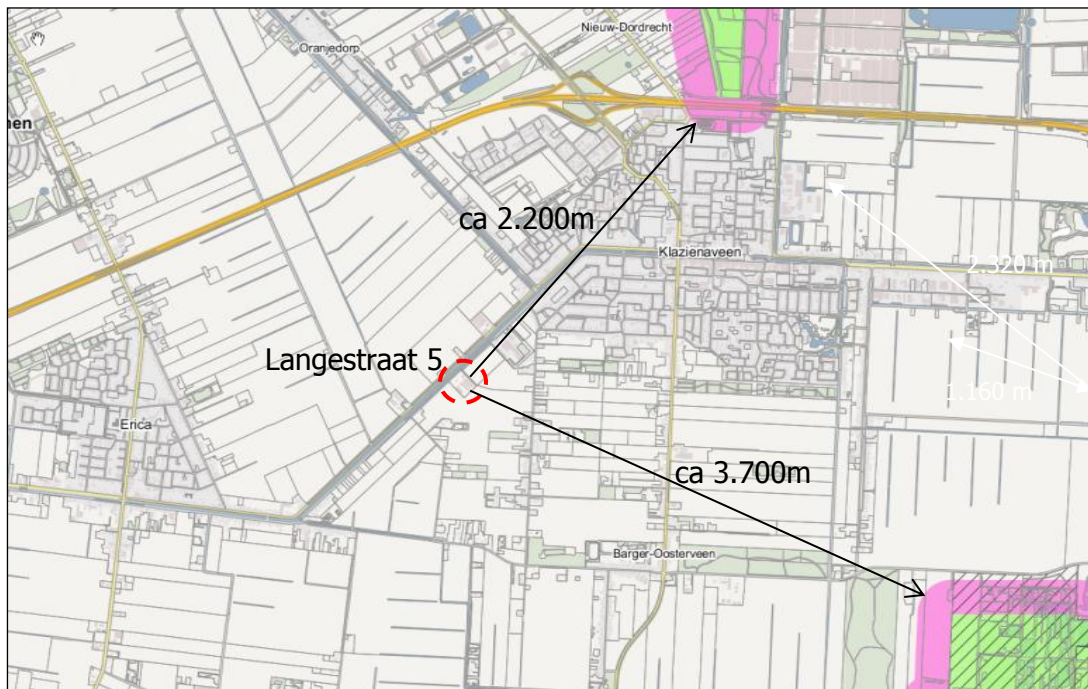 Nieuw-Dordrecht
Oranjedorp
men
ca 2.200m
Klazienaveen
2.320 m
Langestraat 5
1.160 m
Erica
ca 3.700m
Barger-Oosterveen